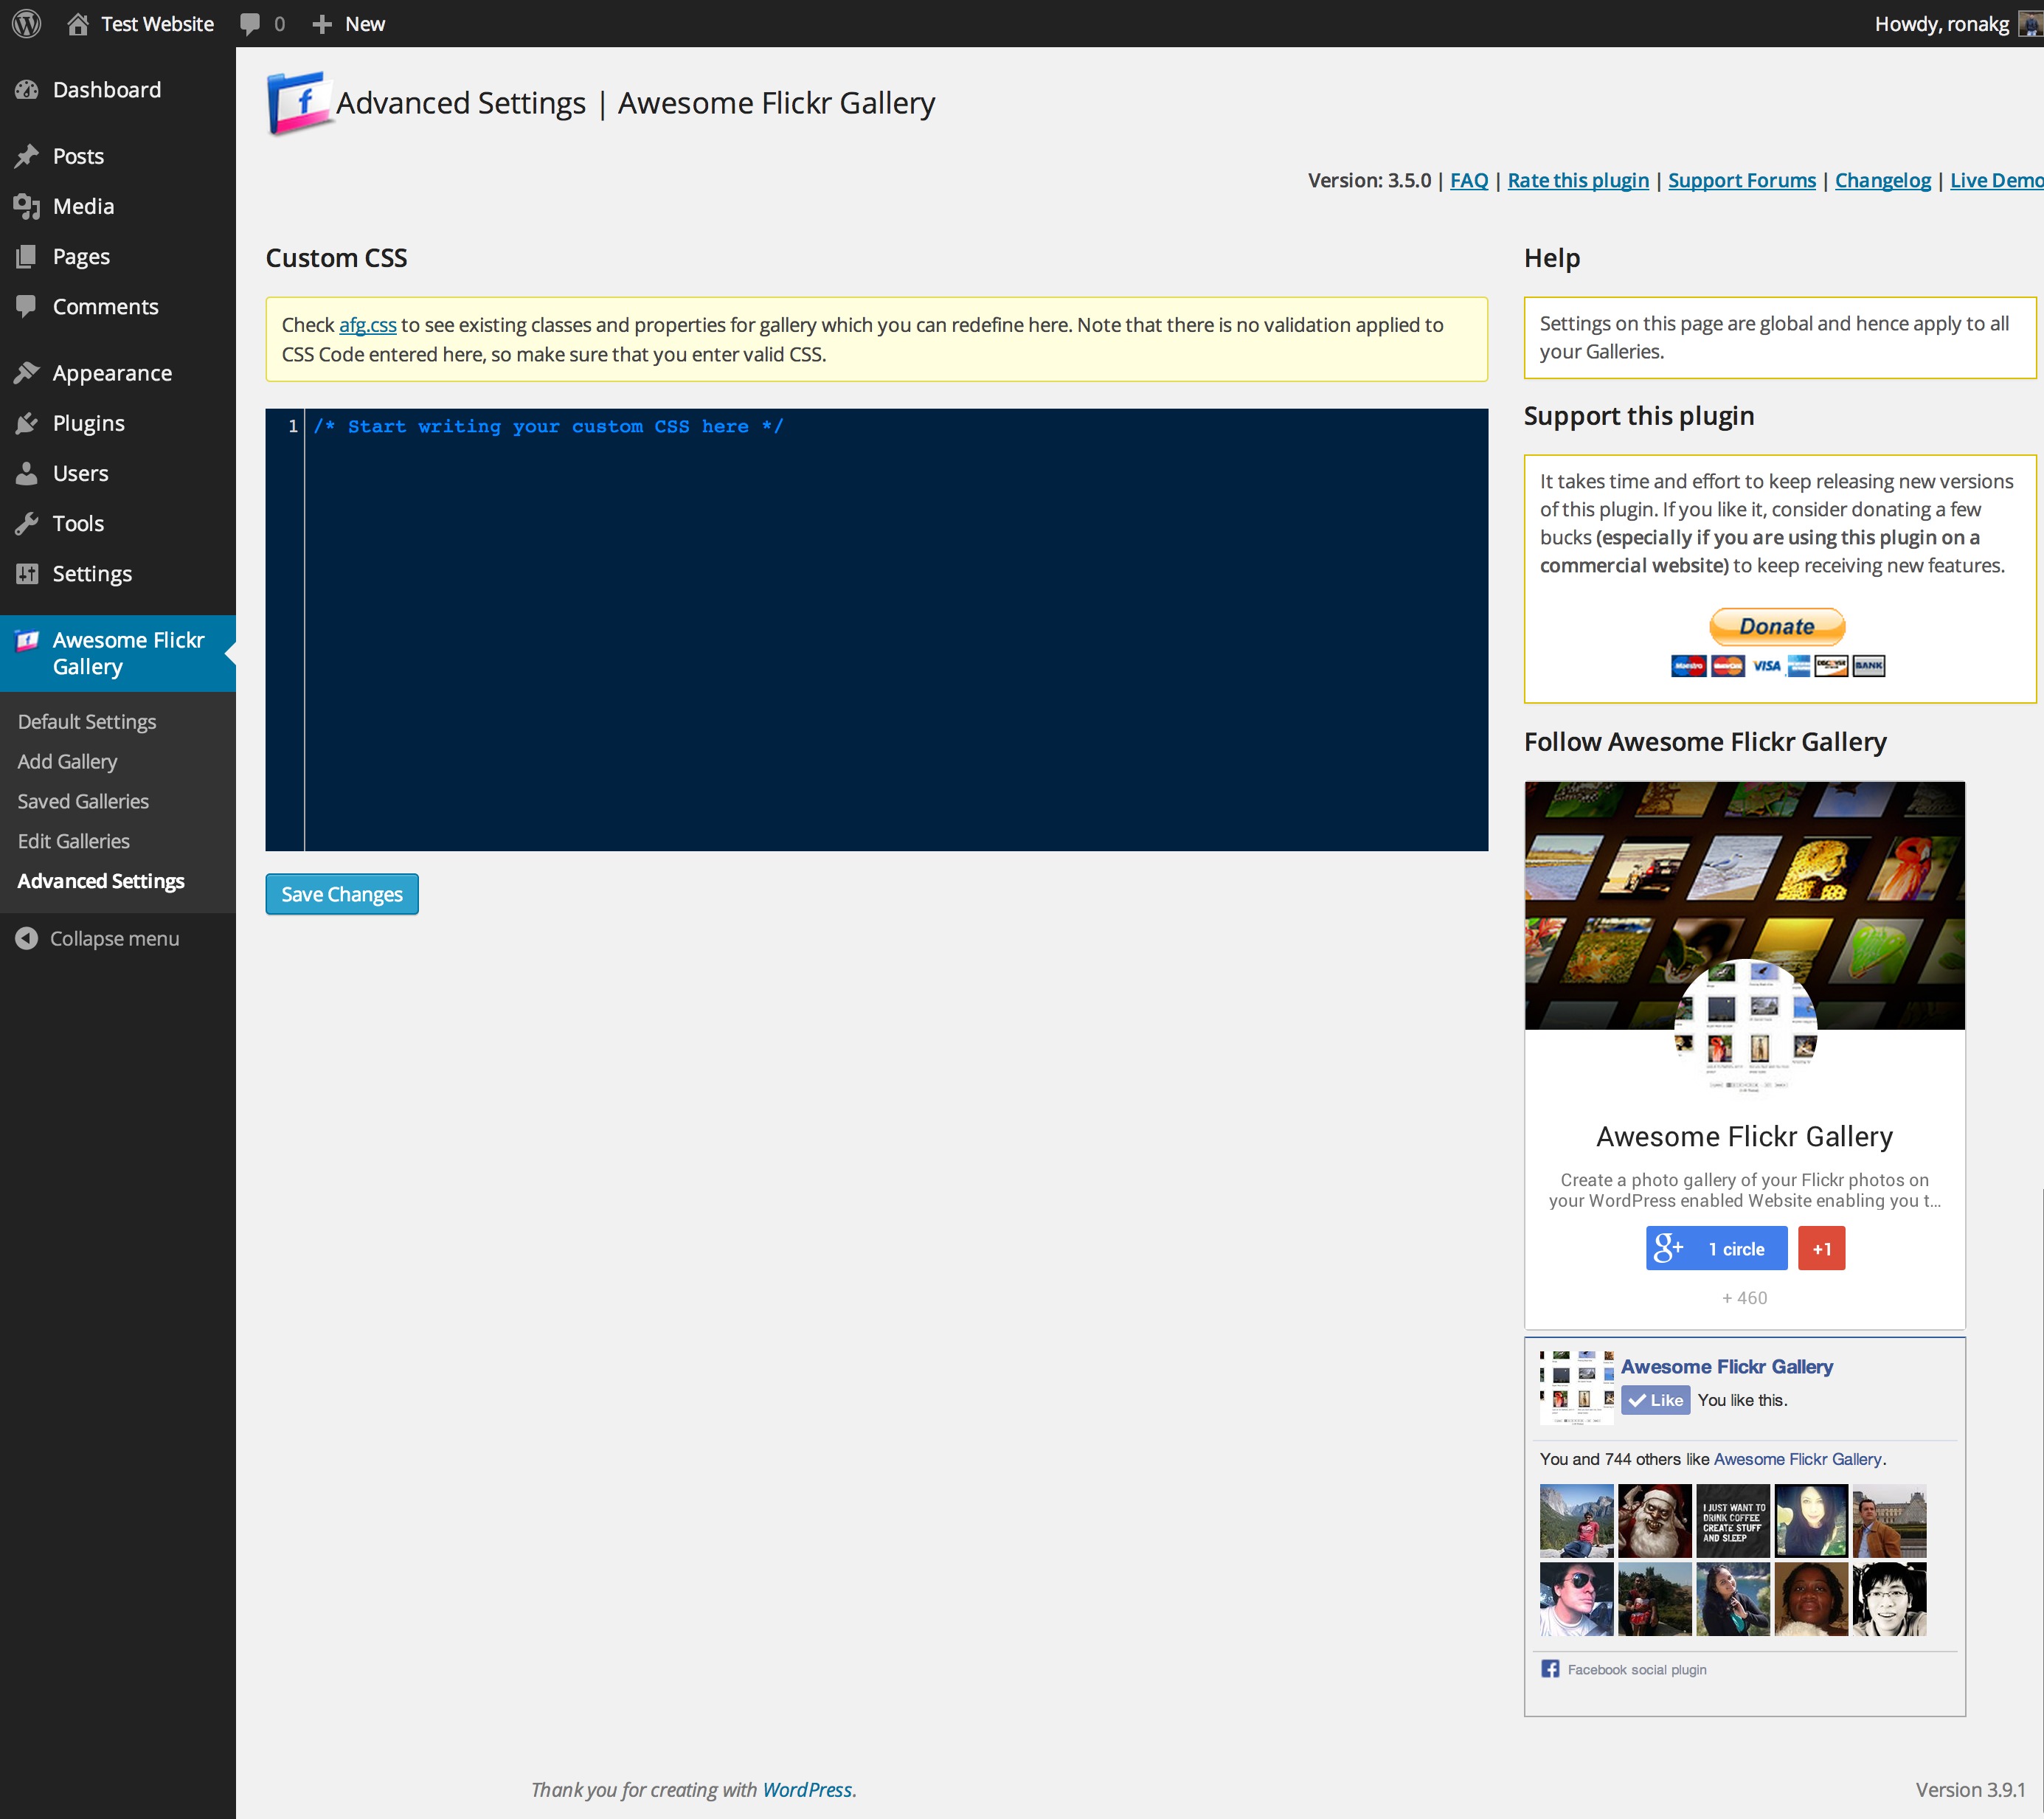 Test Website
0
New
Howdy, ronakg
Dashboard
Posts
Media
Pages
Comments
Appearance
Plugins
Users
Tools
Settings
Awesome Flickr
Gallery
Default Settings
Add Gallery
Saved Galleries
Edit Galleries
Advanced Settings
Collapse menu
Advanced Settings | Awesome Flickr Gallery
Version: 3.5.0 | FAQ | Rate this plugin | Support Forums | Changelog | Live Demo
Custom CSS
Check afg.css to see existing classes and properties for gallery which you can redefine here. Note that there is no validation applied to
CSS Code entered here, so make sure that you enter valid CSS.
1 /* Start writing your custom CSS here */
Save Changes
Help
Settings on this page are global and hence apply to all
your Galleries.
Support this plugin
It takes time and effort to keep releasing new versions
of this plugin. If you like it, consider donating a few
bucks (especially if you are using this plugin on a
commercial website) to keep receiving new features.
Donate
Maestro MasterCard VISA DISCOVER BANK
Follow Awesome Flickr Gallery
Awesome Flickr Gallery
Create a photo gallery of your Flickr photos on
your WordPress enabled Website enabling you t...
g+ 1 circle +1
+ 460
Awesome Flickr Gallery
Like You like this.
You and 744 others like Awesome Flickr Gallery.
I JUST WANT TO
DRINK COFFEE
CREATE STUFF
AND SLEEP
Facebook social plugin
Thank you for creating with WordPress.
Version 3.9.1